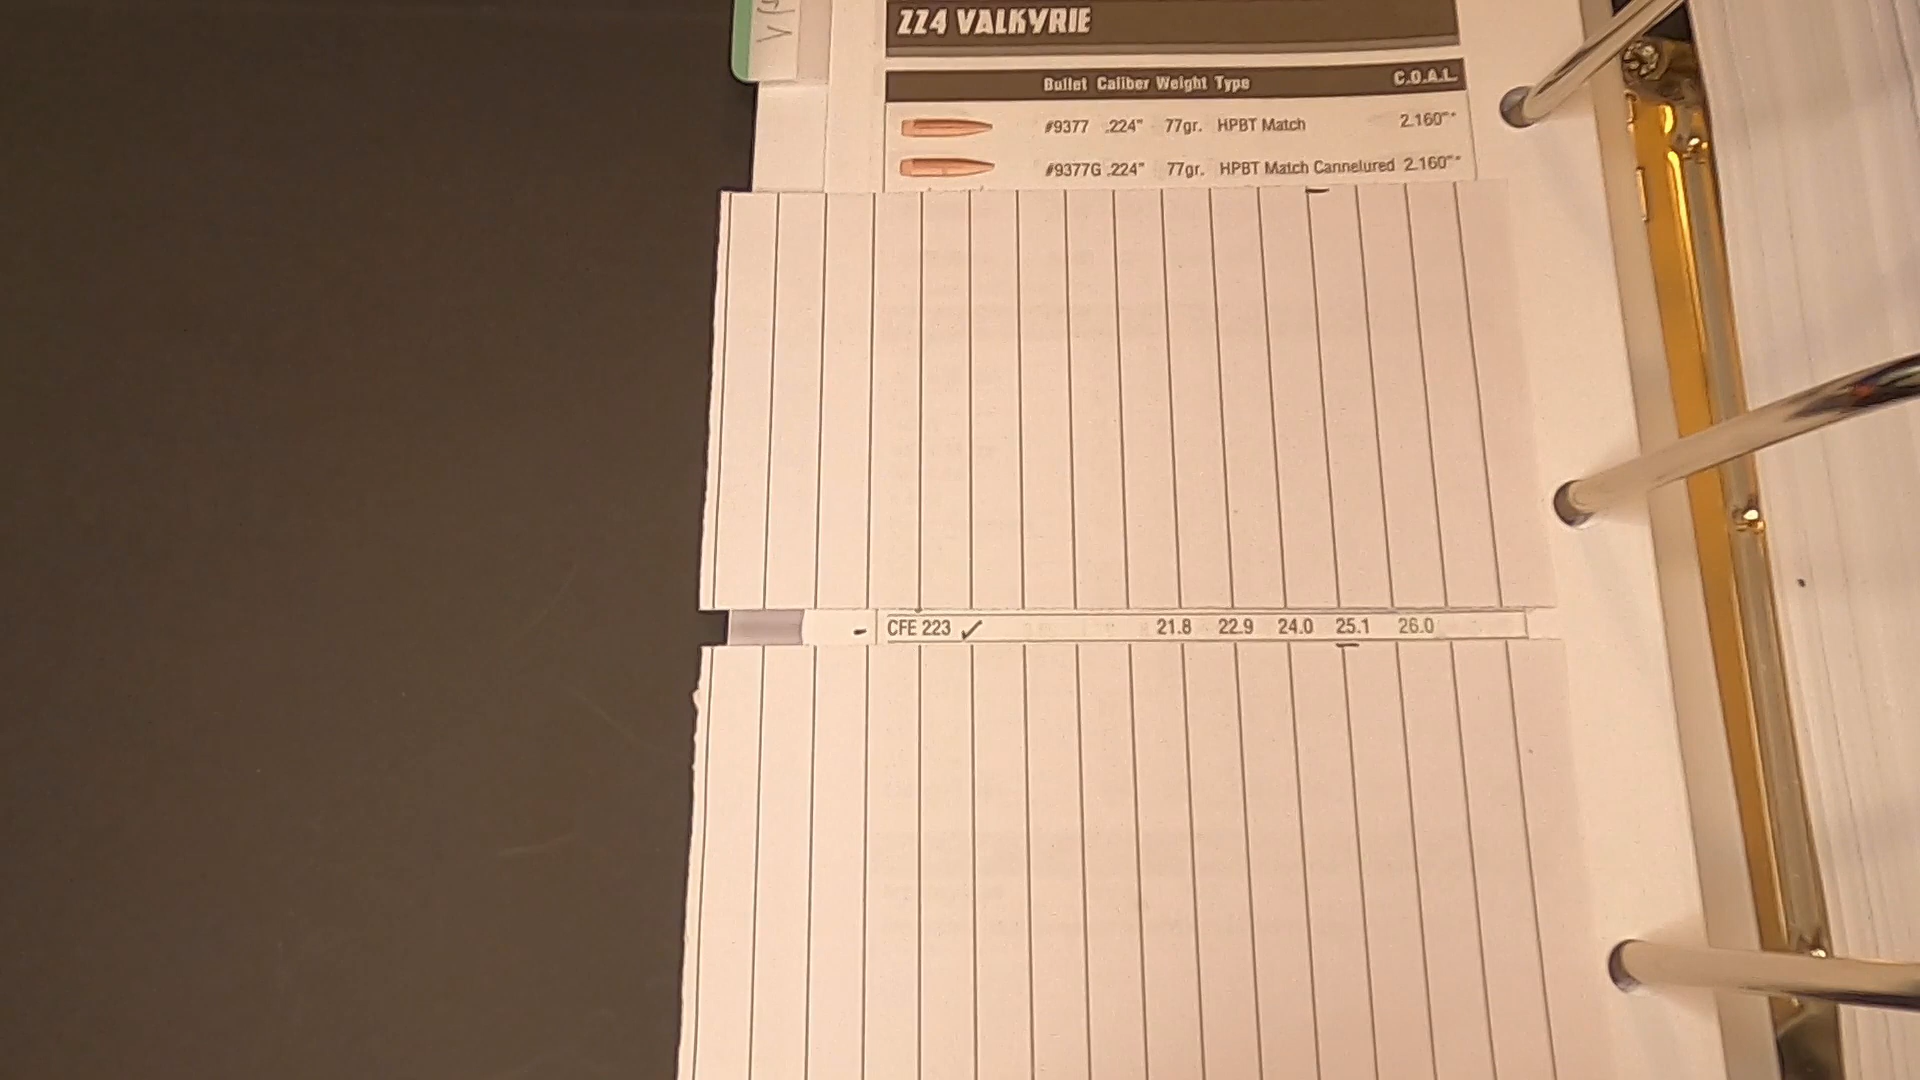 224 VALKYRIE
Bullet Caliber Weight Type C.O.A.L.
#9377 .224" 77gr. HPBT Match 2.160"*
#9377G .224" 77gr. HPBT Match Cannelured 2.160"*
CFE 223 ✓ 21.8 22.9 24.0 25.1 26.0